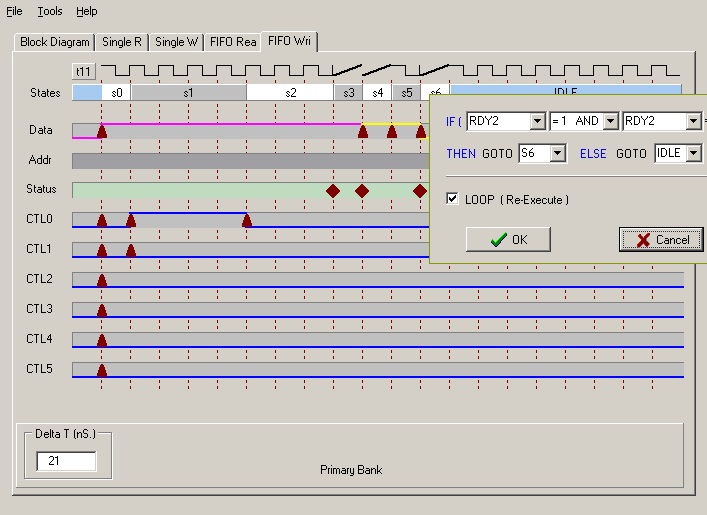 File Tools Help
Block Diagram Single R Single W FIFO Rea FIFO Wri
t11
States s0 s1 s2 s3 s4 s5 s6 IDLE
IF ( RDY2 = 1 AND RDY2 =
Data
THEN GOTO S6 ELSE GOTO IDLE
Addr
Status
LOOP ( Re-Execute )
CTL0
OK Cancel
CTL1
CTL2
CTL3
CTL4
CTL5
Delta T (nS.)
21
Primary Bank